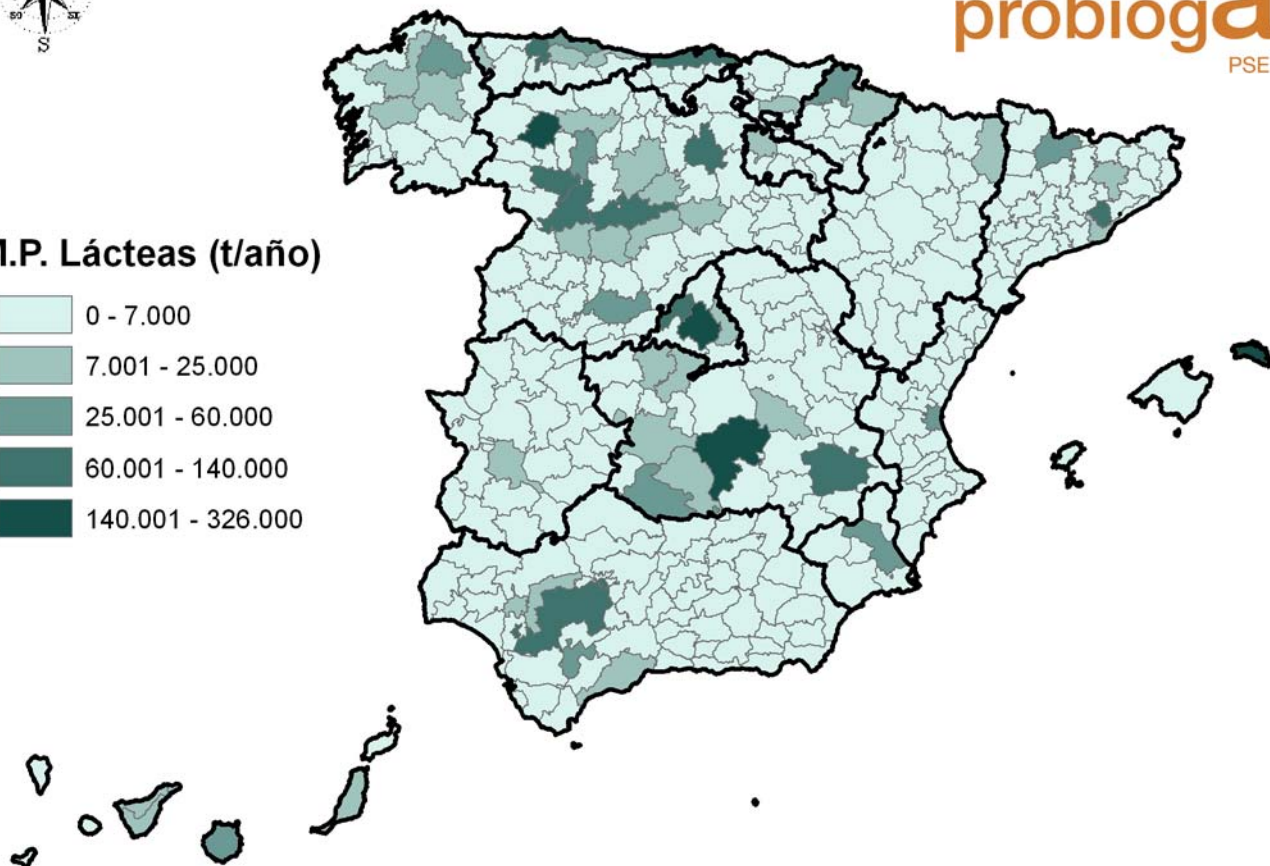 S
probioga
PSE
M.P. Lácteas (t/año)
0 - 7.000
7.001 - 25.000
25.001 - 60.000
60.001 - 140.000
140.001 - 326.000